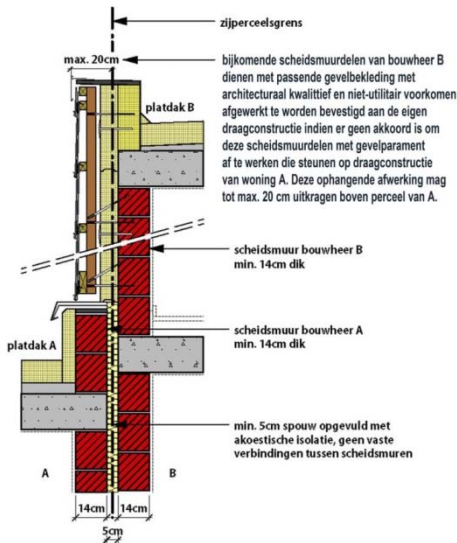 zijperceelsgrens
max. 20cm
bijkomende scheidsmuurdelen van bouwheer B
dienen met passende gevelbekleding met
architecturaal kwalittief en niet-utilitair voorkomen
afgewerkt te worden bevestigd aan de eigen
draagconstructie indien er geen akkoord is om
deze scheidsmuurdelen met gevelparament
af te werken die steunen op draagconstructie
van woning A. Deze ophangende afwerking mag
tot max. 20 cm uitkragen boven perceel van A.
platdak B
scheidsmuur bouwheer B
min. 14cm dik
scheidsmuur bouwheer A
min. 14cm dik
platdak A
min. 5cm spouw opgevuld met
akoestische isolatie, geen vaste
verbindingen tussen scheidsmuren
A
B
14cm
14cm
5cm